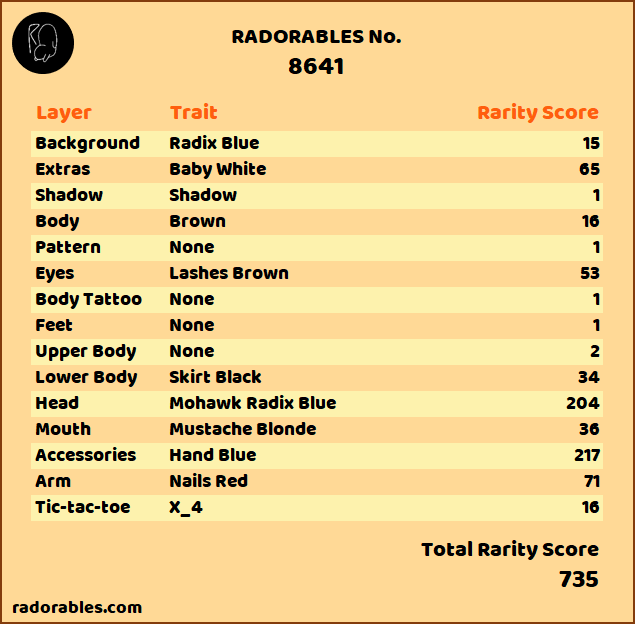 RADORABLES No.
8641
Layer Trait Rarity Score
Background Radix Blue 15
Extras Baby White 65
Shadow Shadow 1
Body Brown 16
Pattern None 1
Eyes Lashes Brown 53
Body Tattoo None 1
Feet None 1
Upper Body None 2
Lower Body Skirt Black 34
Head Mohawk Radix Blue 204
Mouth Mustache Blonde 36
Accessories Hand Blue 217
Arm Nails Red 71
Tic-tac-toe X_4 16
Total Rarity Score
735
radorables.com